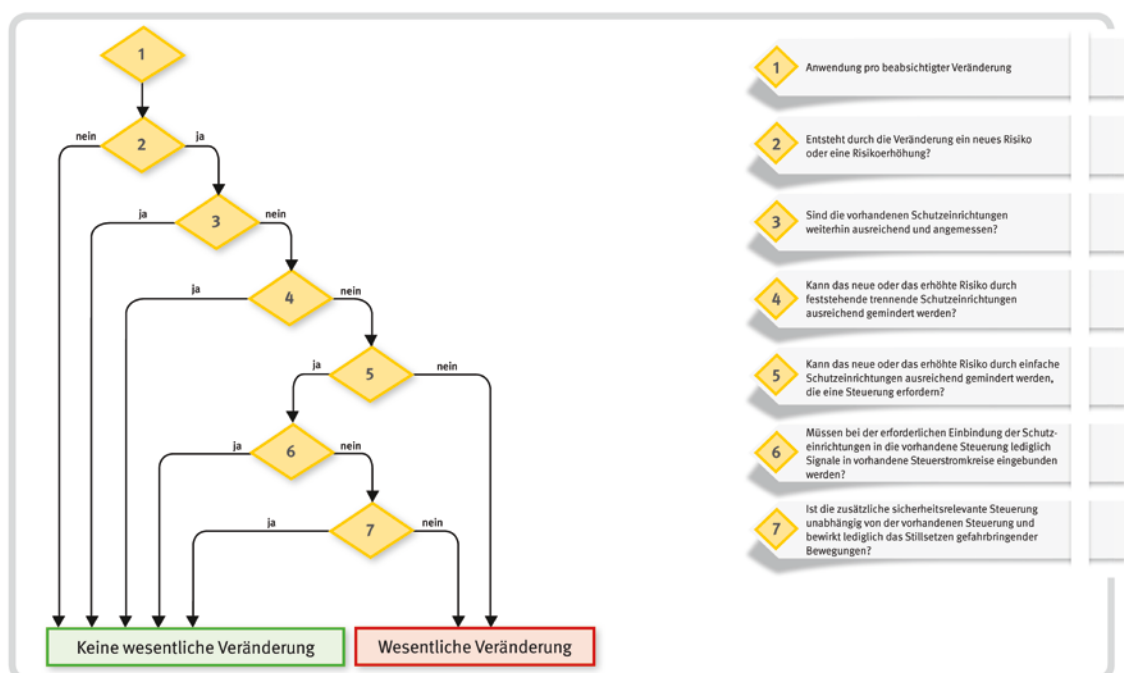 1
nein
2
ja
ja
3
nein
ja
4
nein
ja
5
nein
ja
6
nein
ja
7
nein
Keine wesentliche Veränderung
Wesentliche Veränderung
1
Anwendung pro beabsichtigter Veränderung
2
Entsteht durch die Veränderung ein neues Risiko
oder eine Risikoerhöhung?
3
Sind die vorhandenen Schutzeinrichtungen
weiterhin ausreichend und angemessen?
4
Kann das neue oder das erhöhte Risiko durch
feststehende trennende Schutzeinrichtungen
ausreichend gemindert werden?
5
Kann das neue oder das erhöhte Risiko durch einfache
Schutzeinrichtungen ausreichend gemindert werden,
die eine Steuerung erfordern?
6
Müssen bei der erforderlichen Einbindung der Schutz-
einrichtungen in die vorhandene Steuerung lediglich
Signale in vorhandene Steuerstromkreise eingebunden
werden?
7
Ist die zusätzliche sicherheitsrelevante Steuerung
unabhängig von der vorhandenen Steuerung und
bewirkt lediglich das Stillsetzen gefahrbringender
Bewegungen?